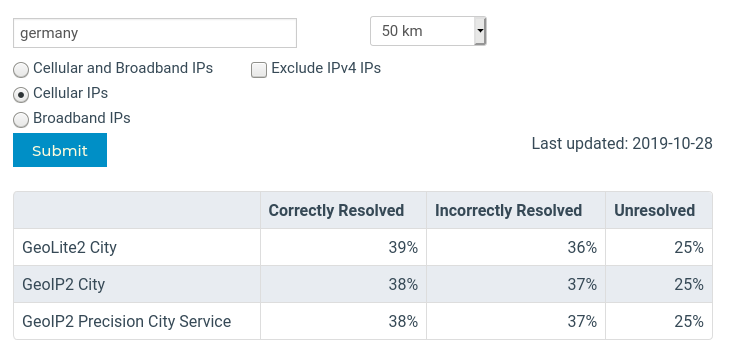 germany 50 km
Cellular and Broadband IPs Exclude IPv4 IPs
Cellular IPs
Broadband IPs
Submit Last updated: 2019-10-28
Correctly Resolved Incorrectly Resolved Unresolved
GeoLite2 City 39% 36% 25%
GeoIP2 City 38% 37% 25%
GeoIP2 Precision City Service 38% 37% 25%